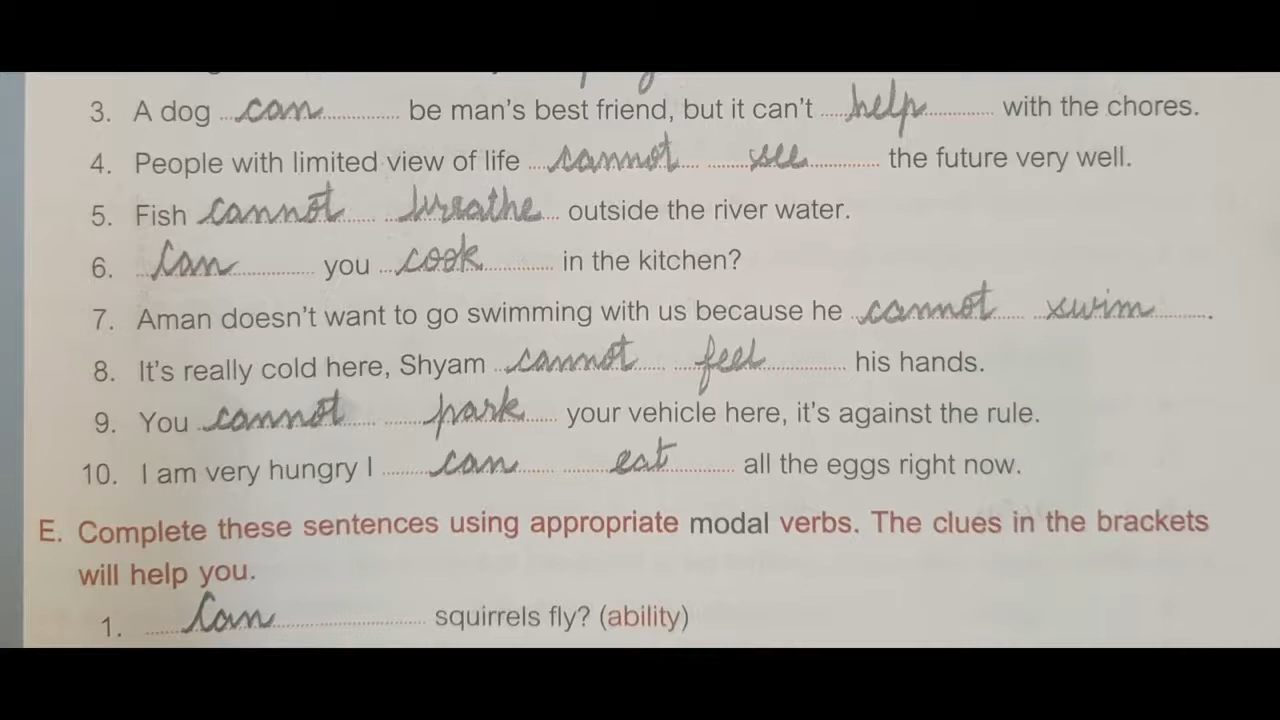 3. A dog can be man's best friend, but it can't help with the chores.
4. People with limited view of life cannot see the future very well.
5. Fish cannot breathe outside the river water.
6. Can you cook in the kitchen?
7. Aman doesn't want to go swimming with us because he cannot swim.
8. It's really cold here, Shyam cannot feel his hands.
9. You cannot park your vehicle here, it's against the rule.
10. I am very hungry I can eat all the eggs right now.
E. Complete these sentences using appropriate modal verbs. The clues in the brackets
will help you.
1. Can squirrels fly? (ability)